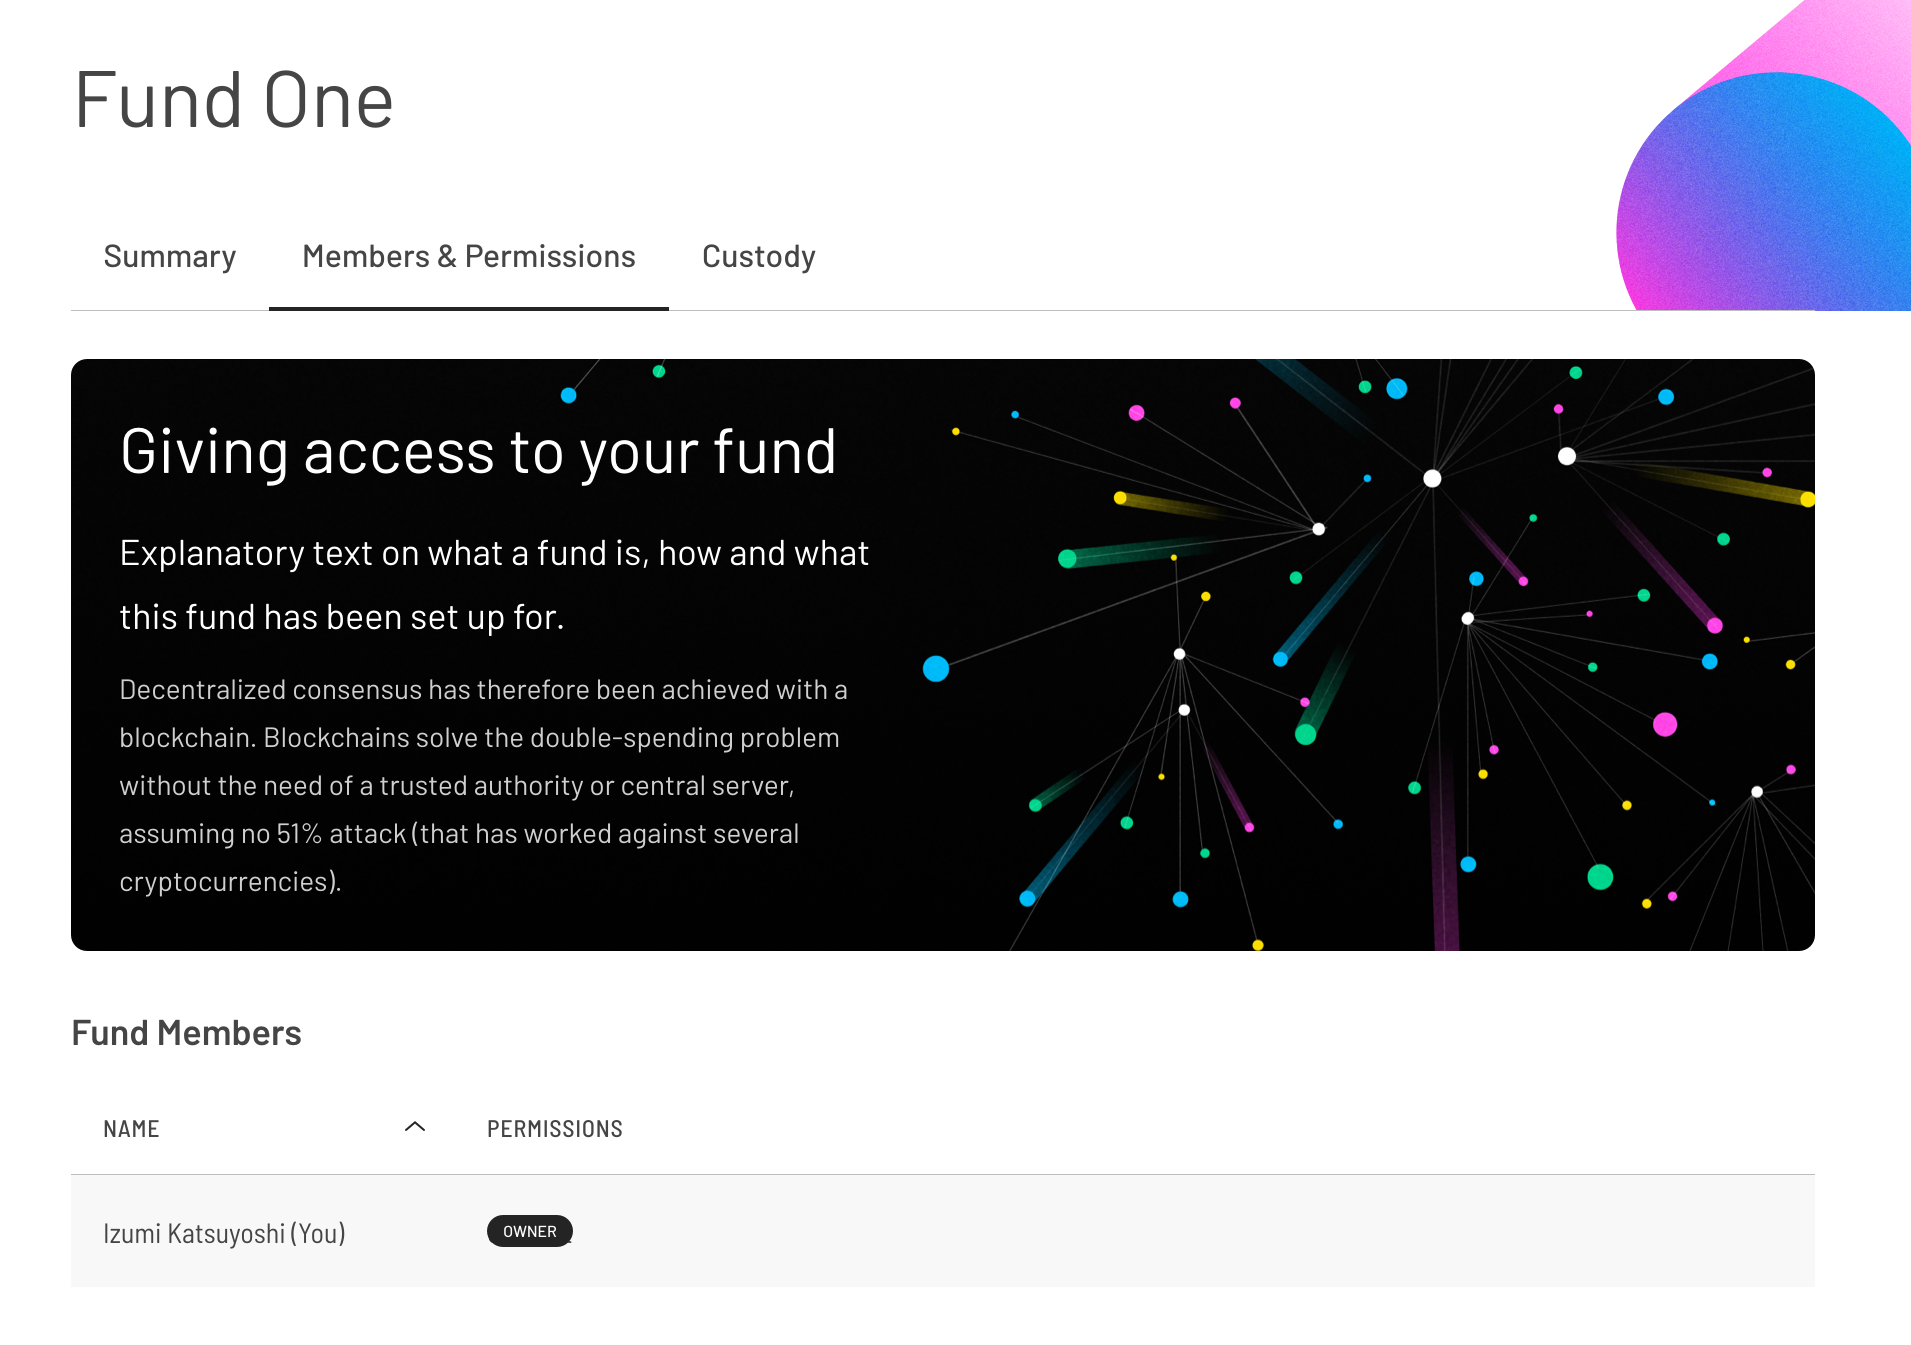 Fund One
Summary
Members & Permissions
Custody
Giving access to your fund
Explanatory text on what a fund is, how and what
this fund has been set up for.
Decentralized consensus has therefore been achieved with a
blockchain. Blockchains solve the double-spending problem
without the need of a trusted authority or central server,
assuming no 51% attack (that has worked against several
cryptocurrencies).
Fund Members
NAME
PERMISSIONS
Izumi Katsuyoshi (You)
OWNER